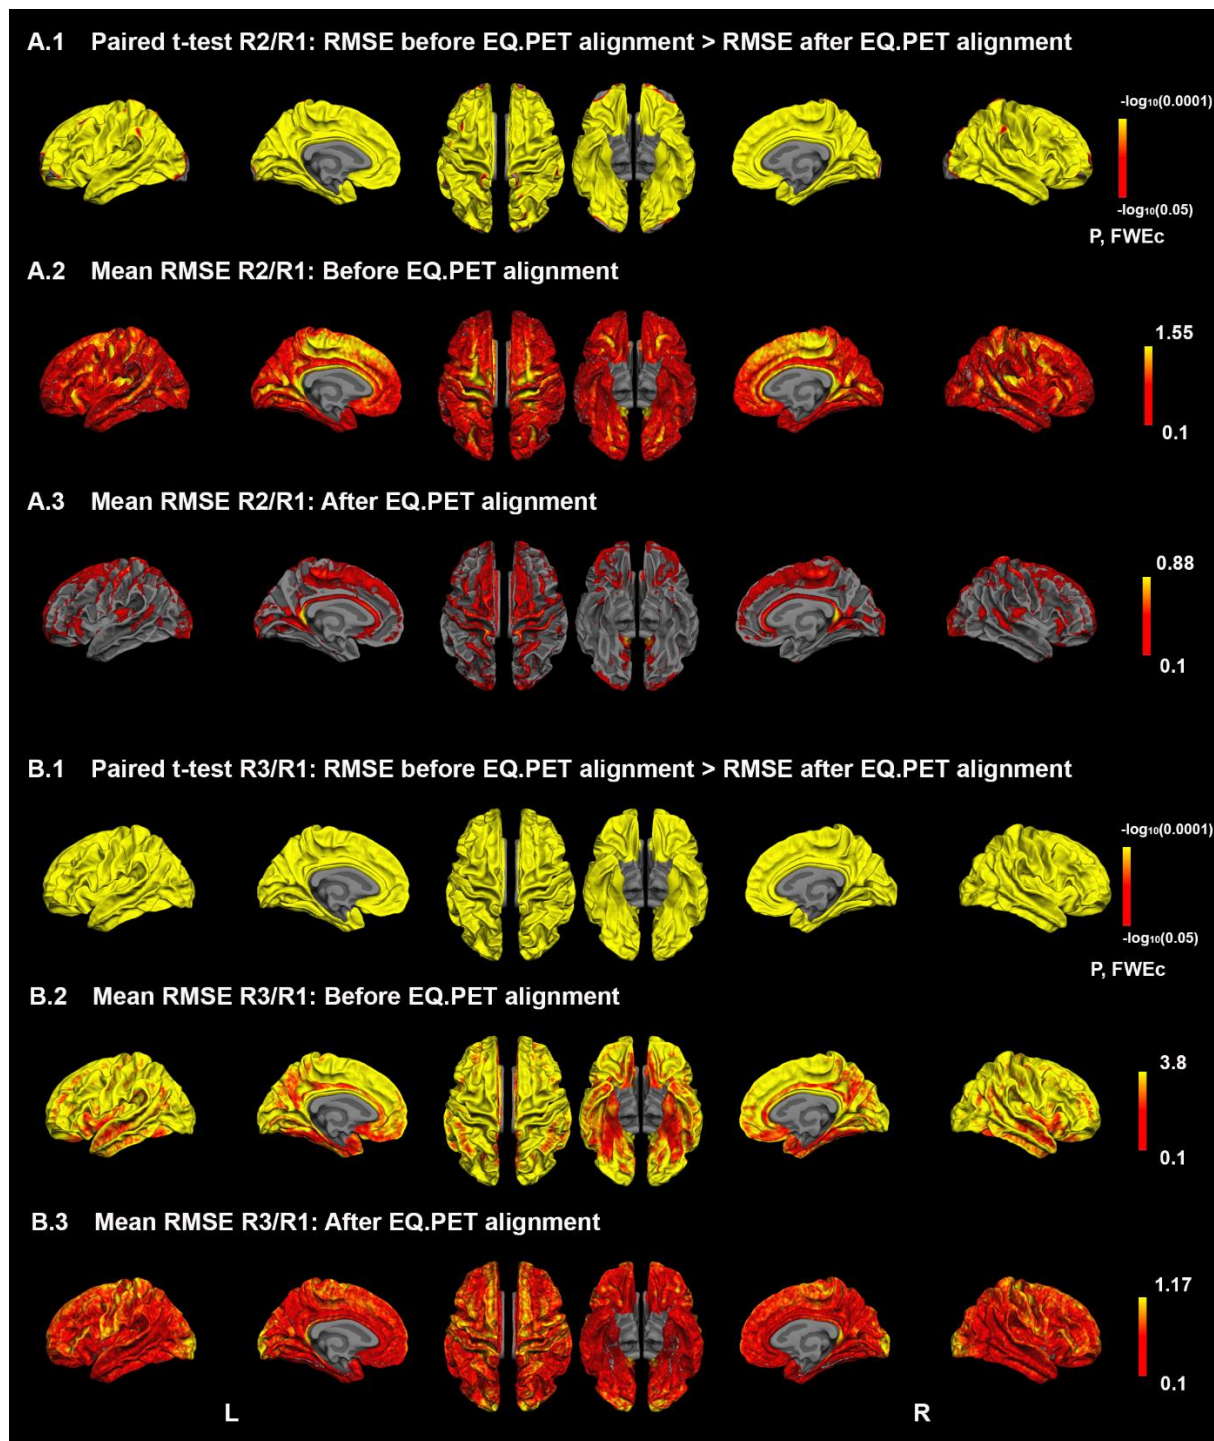 A.1 Paired t-test R2/R1: RMSE before EQ.PET alignment > RMSE after EQ.PET alignment
-log₁₀(0.0001)
-log₁₀(0.05)
P, FWEc
A.2 Mean RMSE R2/R1: Before EQ.PET alignment
1.55
0.1
A.3 Mean RMSE R2/R1: After EQ.PET alignment
0.88
0.1
B.1 Paired t-test R3/R1: RMSE before EQ.PET alignment > RMSE after EQ.PET alignment
-log₁₀(0.0001)
-log₁₀(0.05)
P, FWEc
B.2 Mean RMSE R3/R1: Before EQ.PET alignment
3.8
0.1
B.3 Mean RMSE R3/R1: After EQ.PET alignment
1.17
0.1
L R